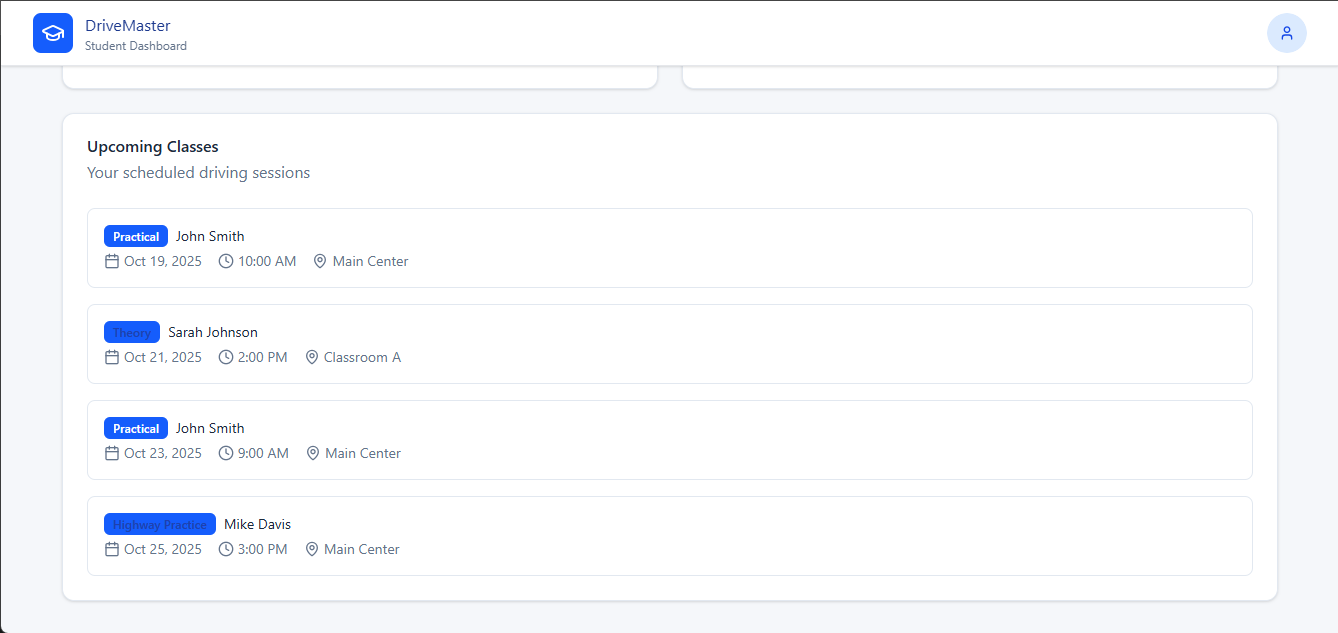 DriveMaster
Student Dashboard
Upcoming Classes
Your scheduled driving sessions
Practical John Smith
Oct 19, 2025 10:00 AM Main Center
Theory Sarah Johnson
Oct 21, 2025 2:00 PM Classroom A
Practical John Smith
Oct 23, 2025 9:00 AM Main Center
Highway Practice Mike Davis
Oct 25, 2025 3:00 PM Main Center